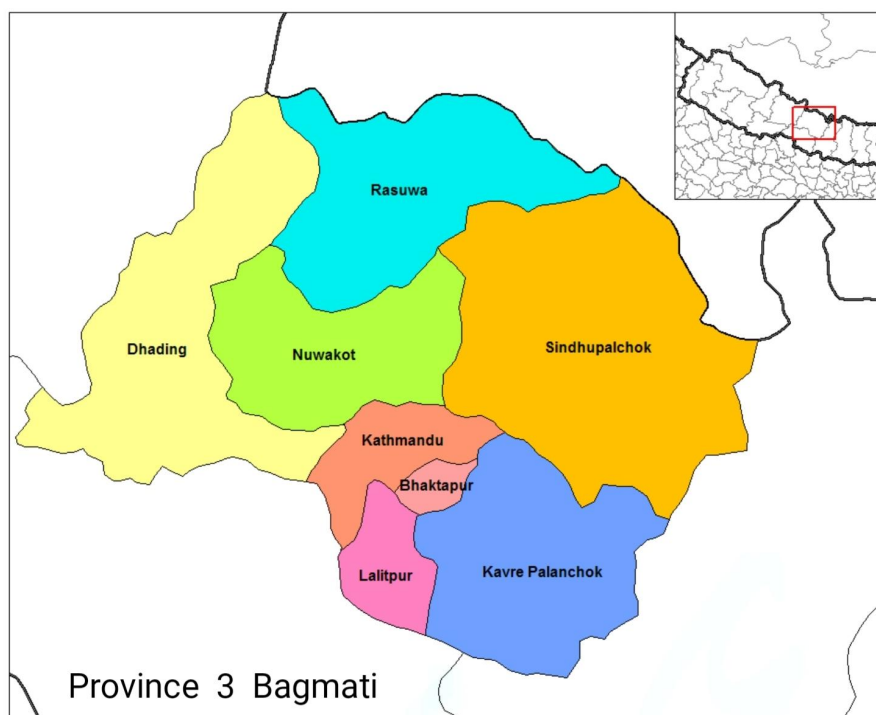 Rasuwa
Dhading
Nuwakot
Sindhupalchok
Kathmandu
Bhaktapur
Lalitpur
Kavre Palanchok
Province 3 Bagmati